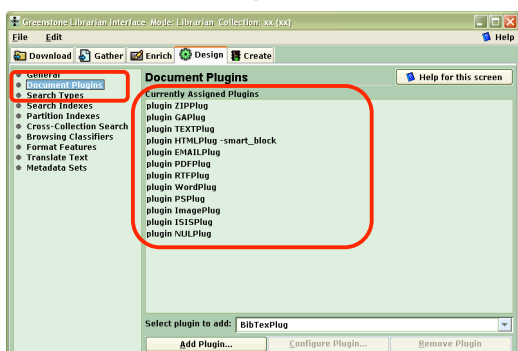 Greenstone Librarian Interface Mode: Librarian Collection: xx (xx)
File Edit Help
Download Gather Enrich Design Create
General
Document Plugins
Search Types
Search Indexes
Partition Indexes
Cross-Collection Search
Browsing Classifiers
Format Features
Translate Text
Metadata Sets
Document Plugins Help for this screen
Currently Assigned Plugins
plugin ZIPPlug
plugin GAPlug
plugin TEXTPlug
plugin HTMLPlug -smart_block
plugin EMAILPlug
plugin PDFPlug
plugin RTFPlug
plugin WordPlug
plugin PSPlug
plugin ImagePlug
plugin ISISPlug
plugin NULPlug
Select plugin to add: BibTexPlug
Add Plugin... Configure Plugin... Remove Plugin